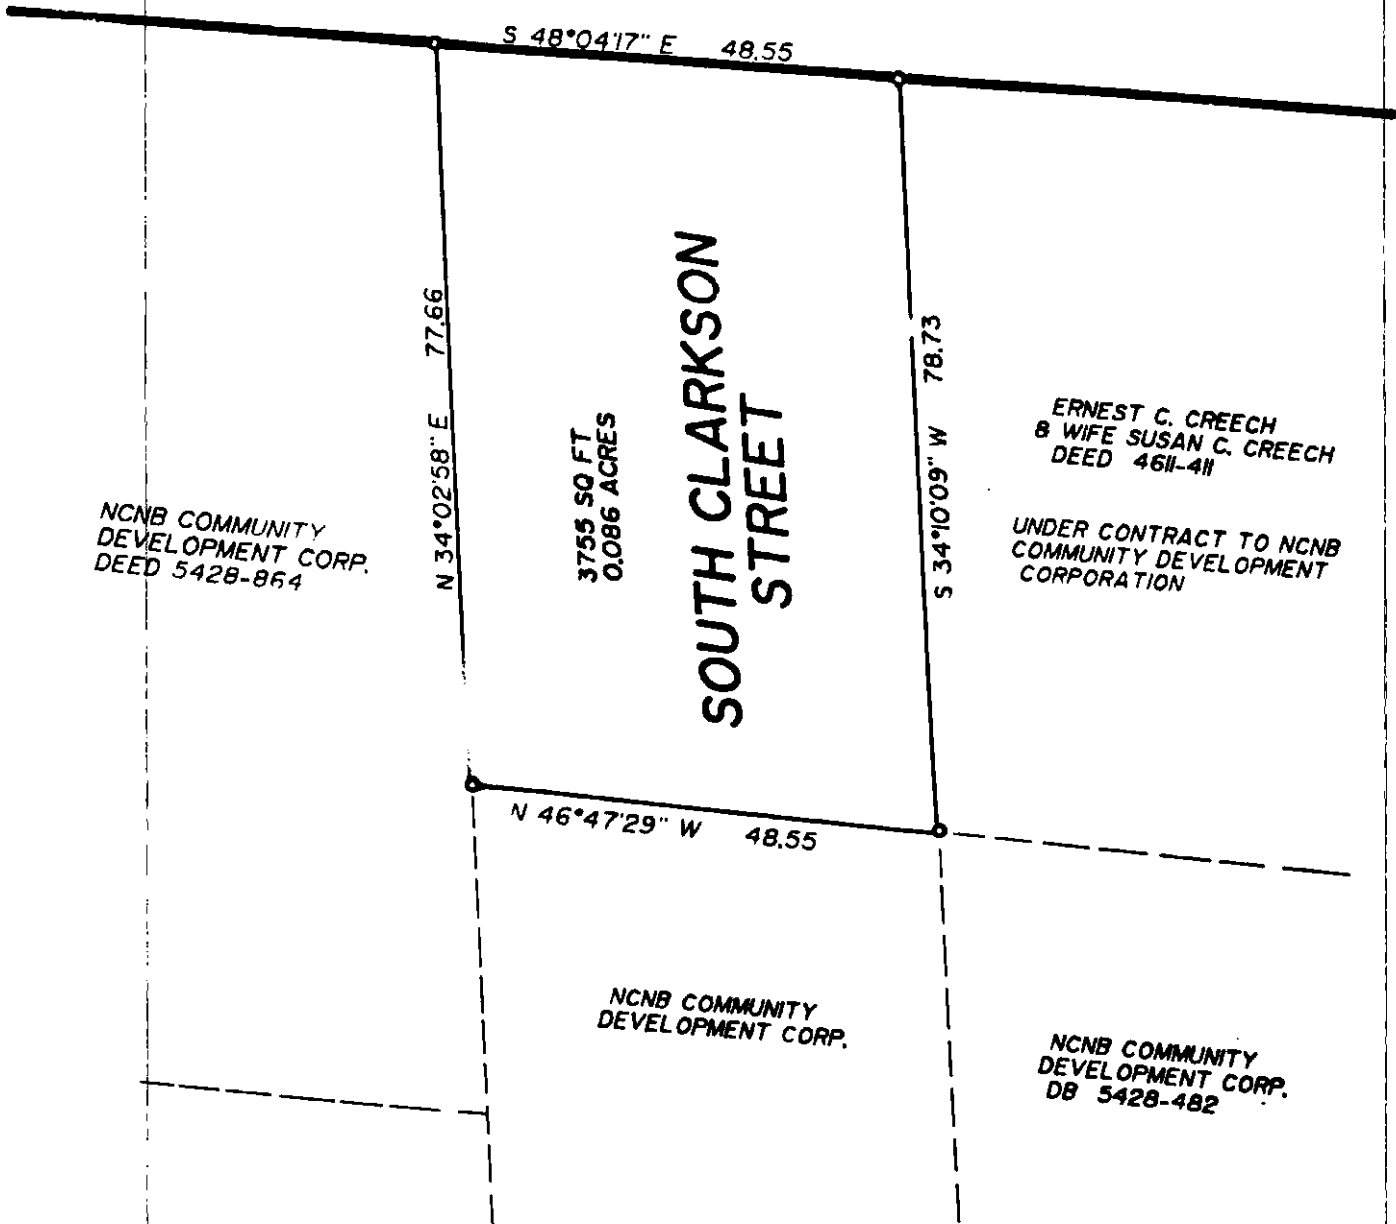 S 48°04'17" E 48.55
N 34°02'58" E 77.66
3755 SQ FT
0.086 ACRES
SOUTH CLARKSON
STREET
S 34°10'09" W 78.73
ERNEST C. CREECH
& WIFE SUSAN C. CREECH
DEED 4611-411
UNDER CONTRACT TO NCNB
COMMUNITY DEVELOPMENT
CORPORATION
NCNB COMMUNITY
DEVELOPMENT CORP.
DEED 5428-864
N 46°47'29" W 48.55
NCNB COMMUNITY
DEVELOPMENT CORP.
NCNB COMMUNITY
DEVELOPMENT CORP.
DB 5428-482